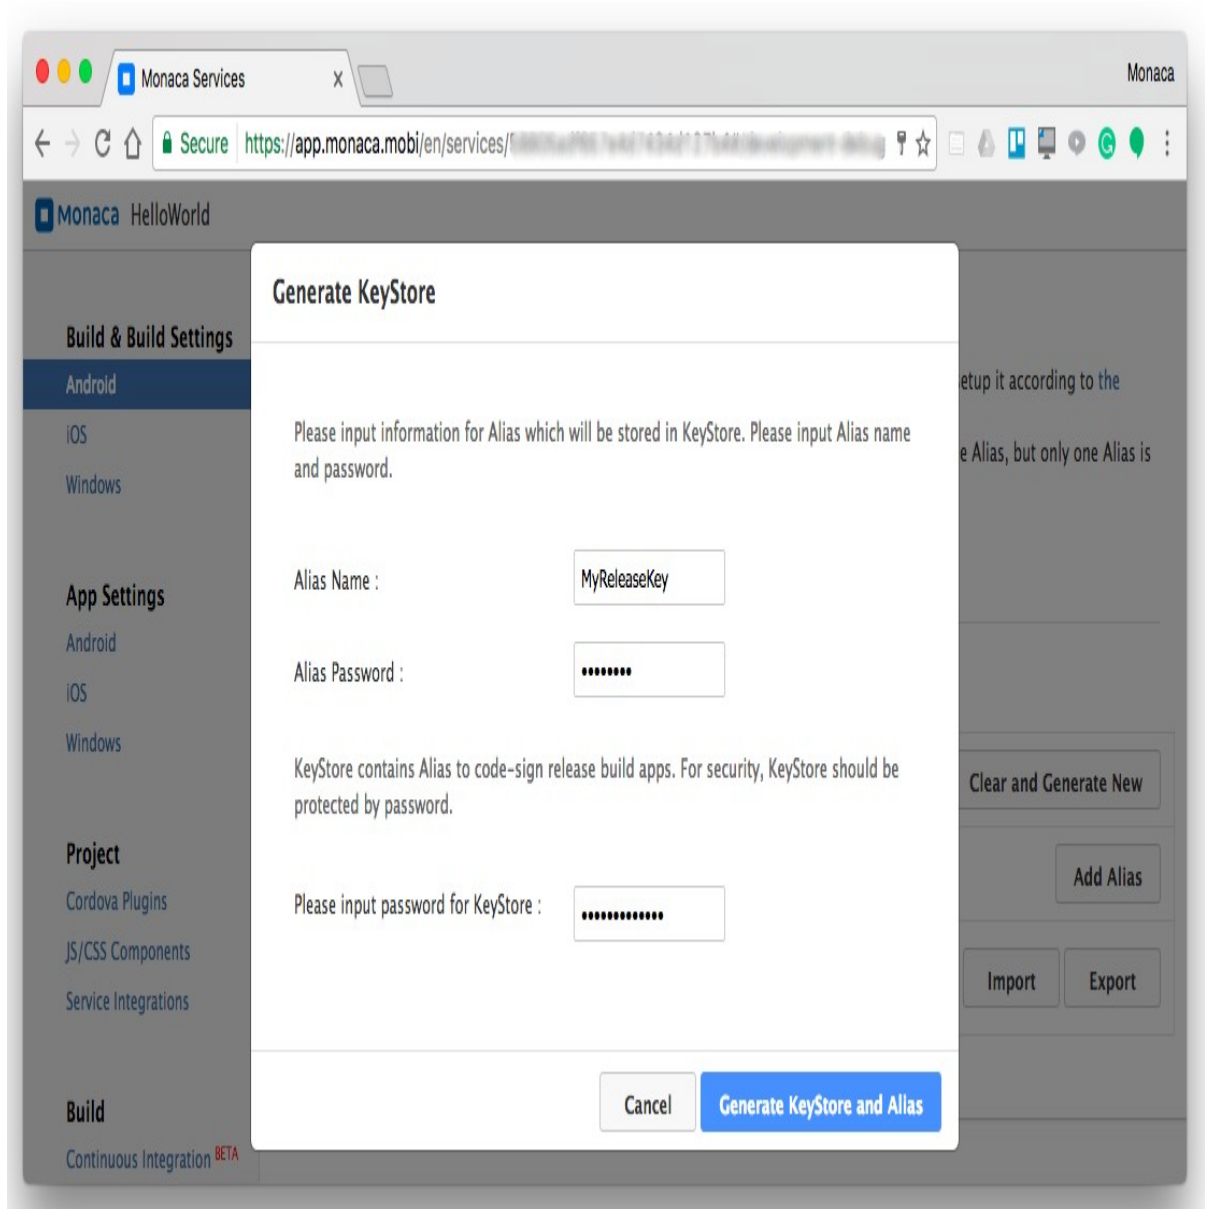 Monaca Services
Monaca
Secure https://app.monaca.mobi/en/services/
Monaca HelloWorld
Generate KeyStore
Build & Build Settings
Android
iOS
Windows
etup it according to the
e Alias, but only one Alias is
Please input information for Alias which will be stored in KeyStore. Please input Alias name
and password.
Alias Name : MyReleaseKey
Alias Password : ••••••••
App Settings
Android
iOS
Windows
KeyStore contains Alias to code-sign release build apps. For security, KeyStore should be
protected by password.
Clear and Generate New
Project
Cordova Plugins
JS/CSS Components
Service Integrations
Please input password for KeyStore : •••••••••••••
Add Alias
Import Export
Cancel Generate KeyStore and Alias
Build
Continuous Integration BETA